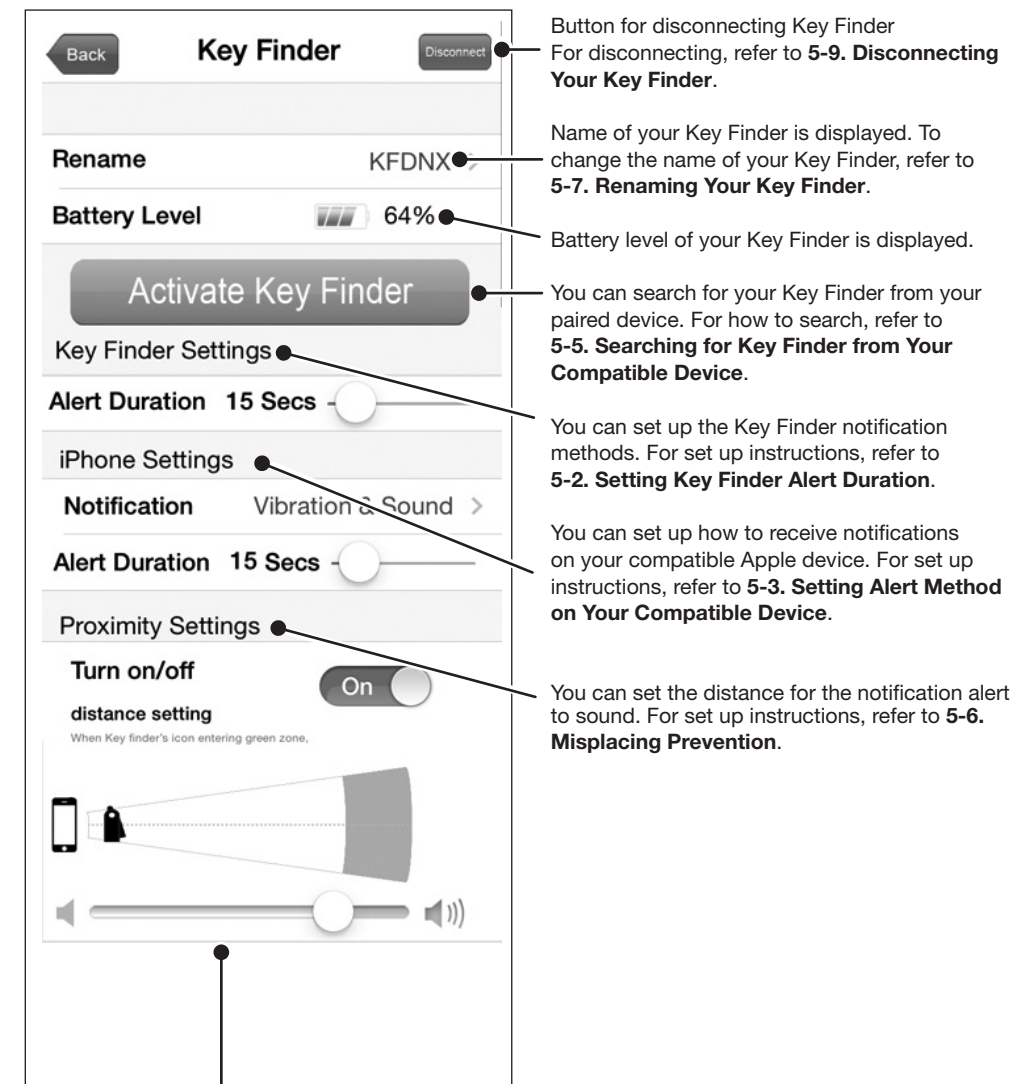 Back
Key Finder
Disconnect
Rename
KFDNX
Battery Level
64%
Activate Key Finder
Key Finder Settings
Alert Duration 15 Secs
iPhone Settings
Notification
Vibration & Sound
Alert Duration 15 Secs
Proximity Settings
Turn on/off
On
distance setting
When Key finder's icon entering green zone,
Button for disconnecting Key Finder
For disconnecting, refer to 5-9. Disconnecting
Your Key Finder.
Name of your Key Finder is displayed. To
change the name of your Key Finder, refer to
5-7. Renaming Your Key Finder.
Battery level of your Key Finder is displayed.
You can search for your Key Finder from your
paired device. For how to search, refer to
5-5. Searching for Key Finder from Your
Compatible Device.
You can set up the Key Finder notification
methods. For set up instructions, refer to
5-2. Setting Key Finder Alert Duration.
You can set up how to receive notifications
on your compatible Apple device. For set up
instructions, refer to 5-3. Setting Alert Method
on Your Compatible Device.
You can set the distance for the notification alert
to sound. For set up instructions, refer to 5-6.
Misplacing Prevention.